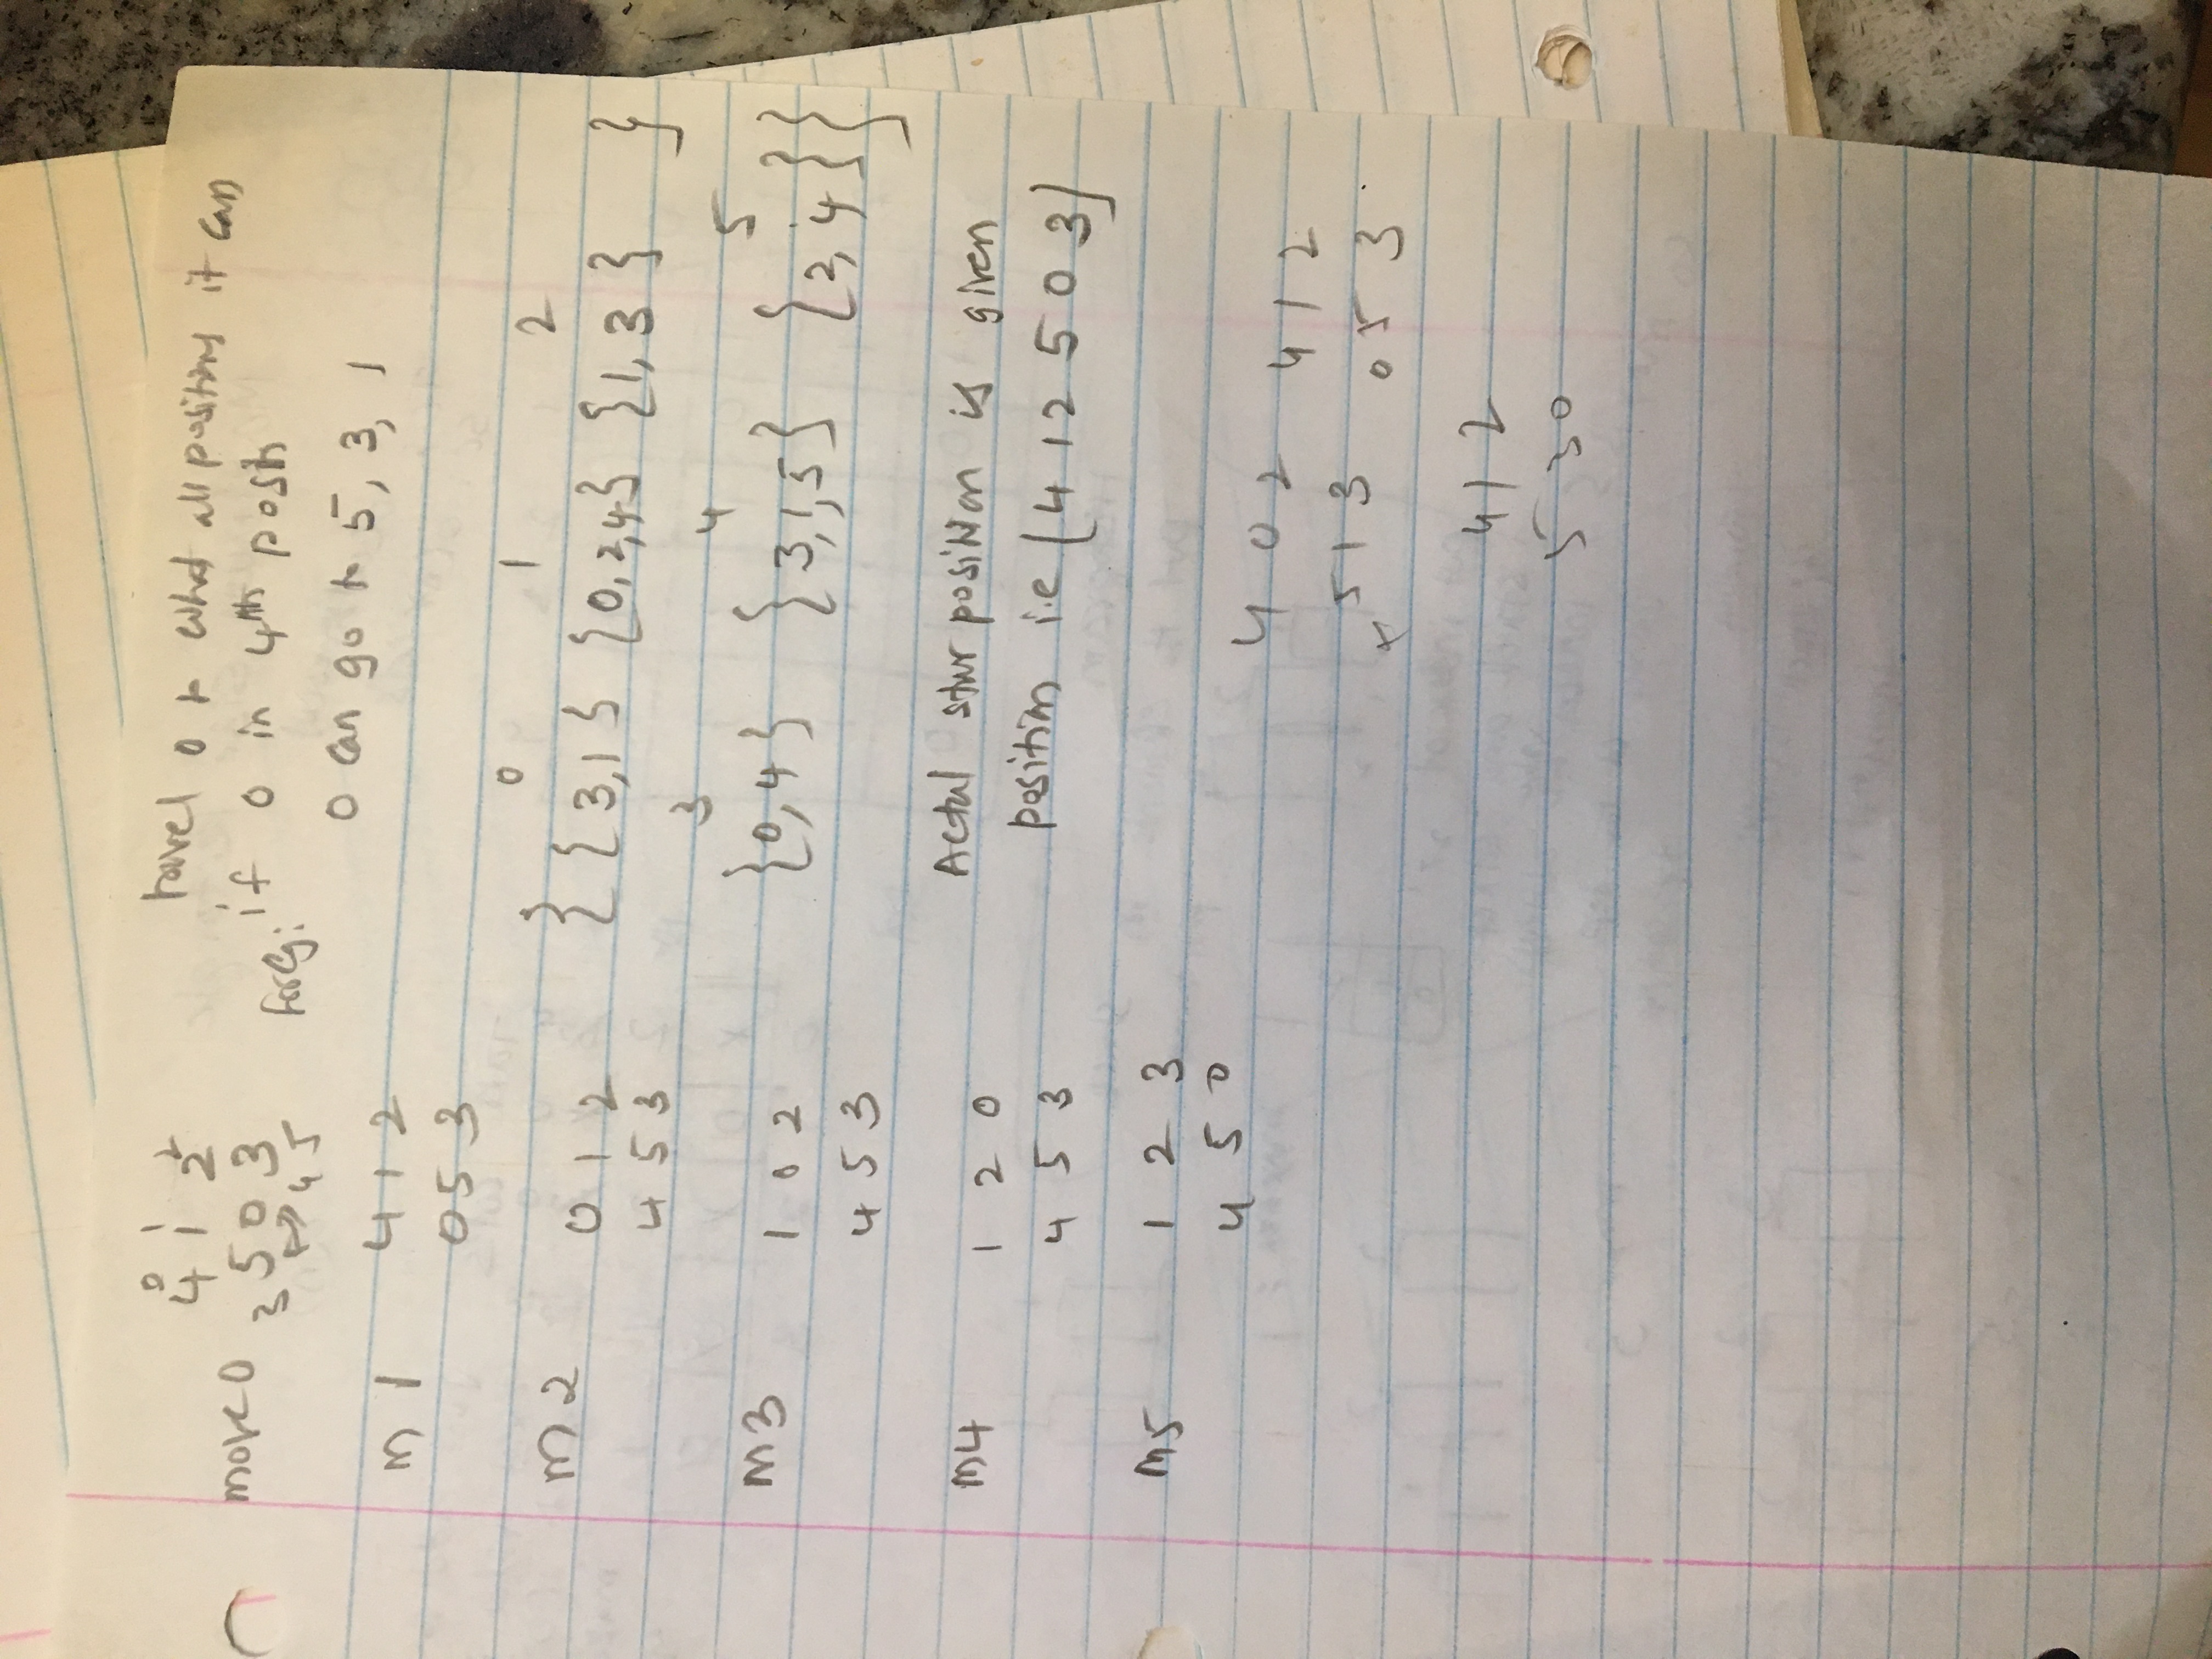 0 1 2
4 1 2
move 0 5 0 3
3 4 5
travel 0 to what all positions it can
for eg: if 0 in 4th positn
0 can go to 5, 3, 1
m 1 4 1 2
0 5 3
m 2 0 1 2
4 5 3
0 1 2
{ {3,1} {0,2,4} {1,3} }
3 4 5
{0,4} {3,1,5} {2,4}}
m3 1 0 2
4 5 3
m4 1 2 0
4 5 3
Actal position is given
position i.e (4 1 2 5 0 3)
m5 1 2 3
4 5 0
4 0 2
5 1 3
4 1 2
0 5 3
4 1 2
5 3 0